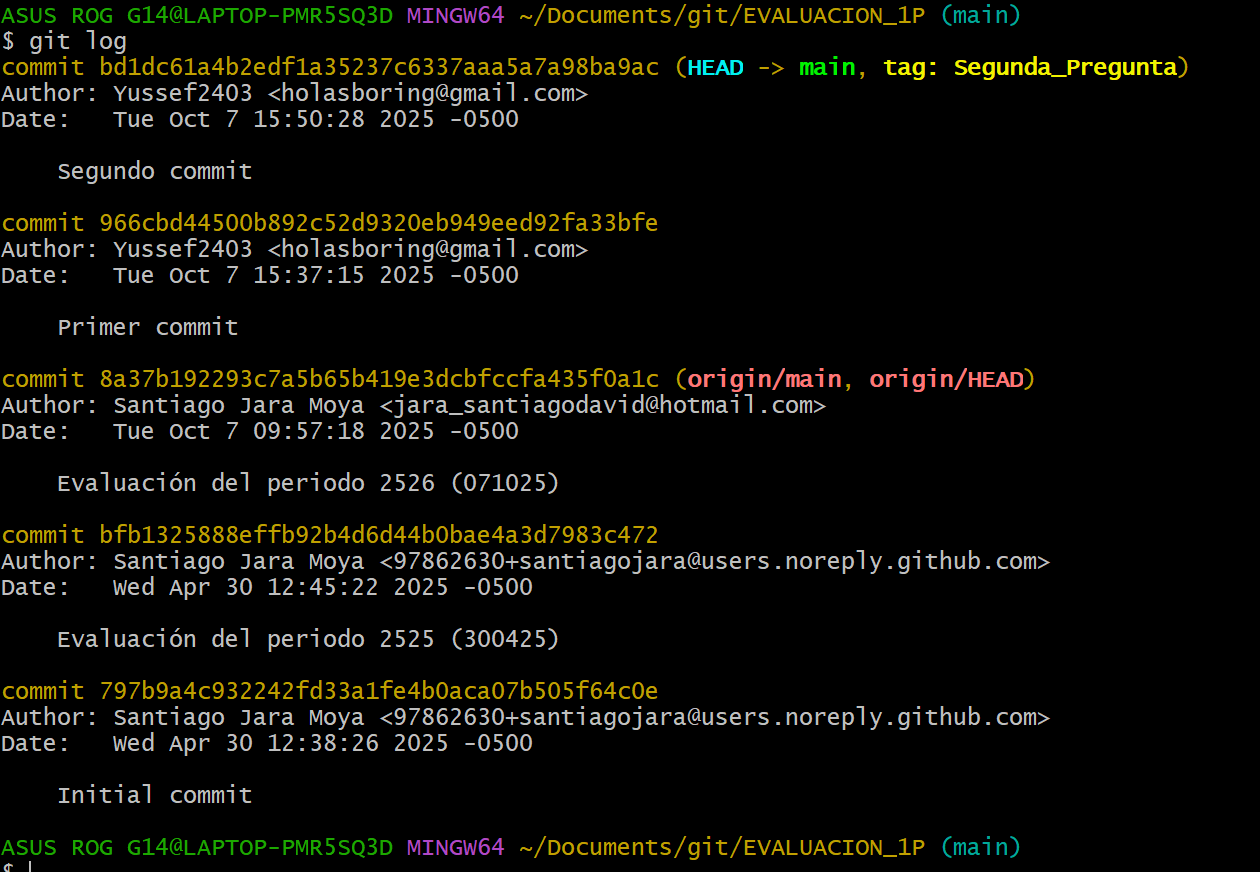 ASUS ROG G14@LAPTOP-PMR5SQ3D MINGW64 ~/Documents/git/EVALUACION_1P (main)
$ git log
commit bd1dc61a4b2edf1a35237c6337aaa5a7a98ba9ac (HEAD -> main, tag: Segunda_Pregunta)
Author: Yussef2403 <holasboring@gmail.com>
Date:   Tue Oct 7 15:50:28 2025 -0500
    Segundo commit
commit 966cbd44500b892c52d9320eb949eed92fa33bfe
Author: Yussef2403 <holasboring@gmail.com>
Date:   Tue Oct 7 15:37:15 2025 -0500
    Primer commit
commit 8a37b192293c7a5b65b419e3dcbfccfa435f0a1c (origin/main, origin/HEAD)
Author: Santiago Jara Moya <jara_santiagodavid@hotmail.com>
Date:   Tue Oct 7 09:57:18 2025 -0500
    Evaluación del periodo 2526 (071025)
commit bfb1325888effb92b4d6d44b0bae4a3d7983c472
Author: Santiago Jara Moya <97862630+santiagojara@users.noreply.github.com>
Date:   Wed Apr 30 12:45:22 2025 -0500
    Evaluación del periodo 2525 (300425)
commit 797b9a4c932242fd33a1fe4b0aca07b505f64c0e
Author: Santiago Jara Moya <97862630+santiagojara@users.noreply.github.com>
Date:   Wed Apr 30 12:38:26 2025 -0500
    Initial commit
ASUS ROG G14@LAPTOP-PMR5SQ3D MINGW64 ~/Documents/git/EVALUACION_1P (main)
$